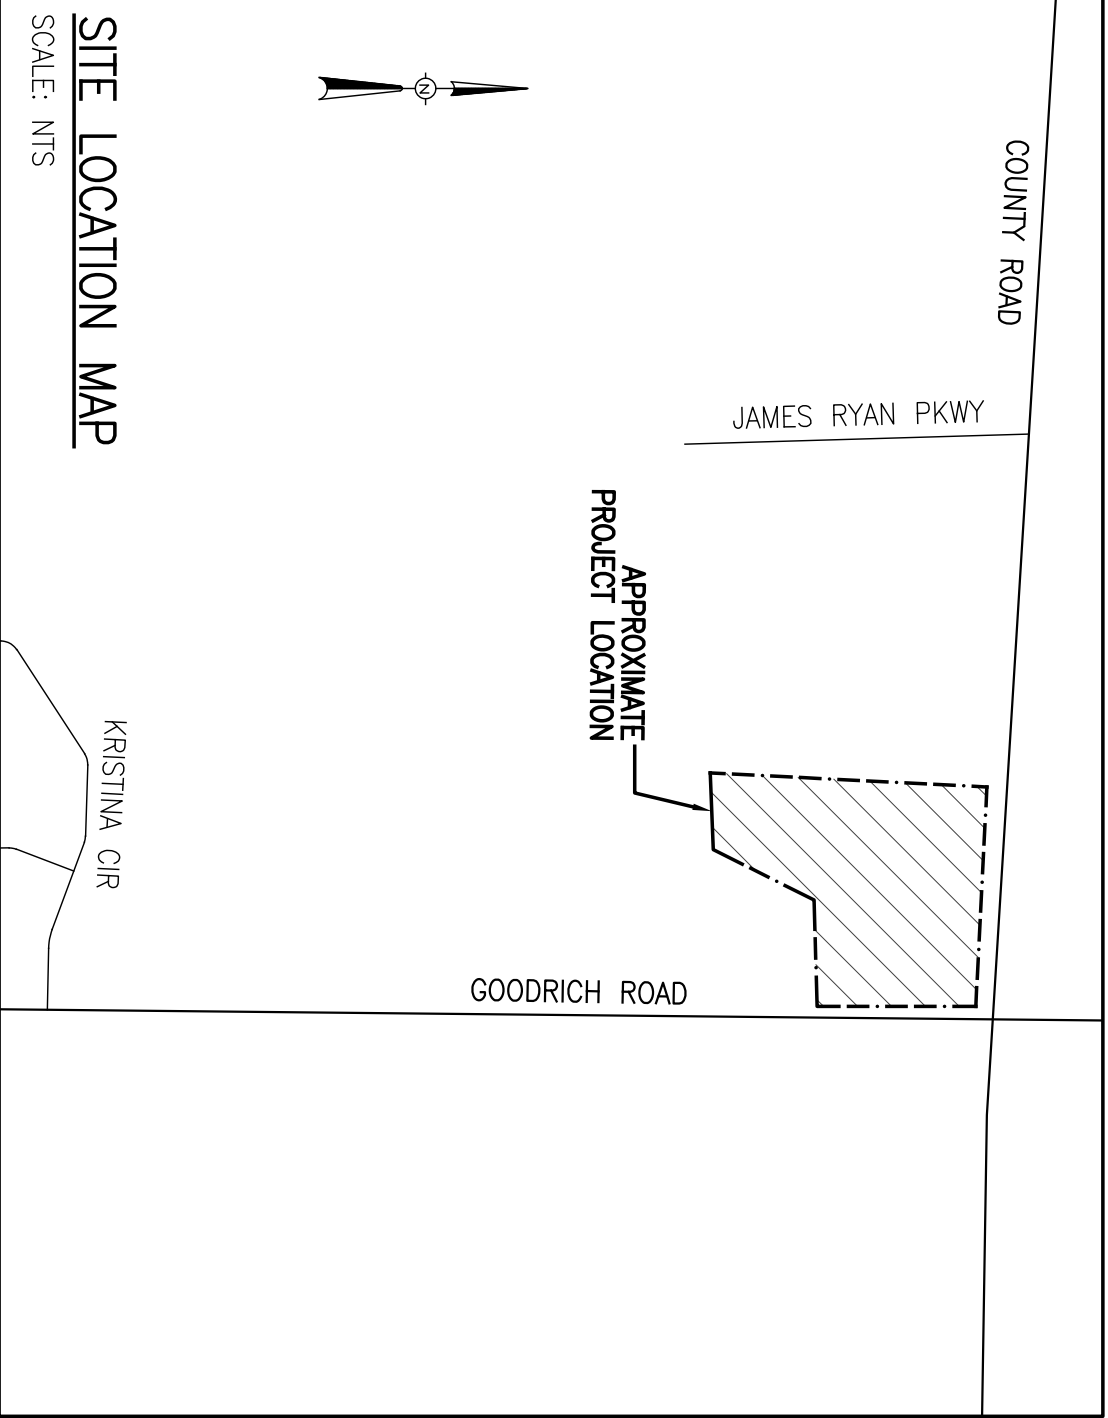 COUNTY ROAD
JAMES RYAN PKWY
APPROXIMATE
PROJECT LOCATION
GOODRICH ROAD
N
KRISTINA CIR
SITE LOCATION MAP
SCALE: NTS